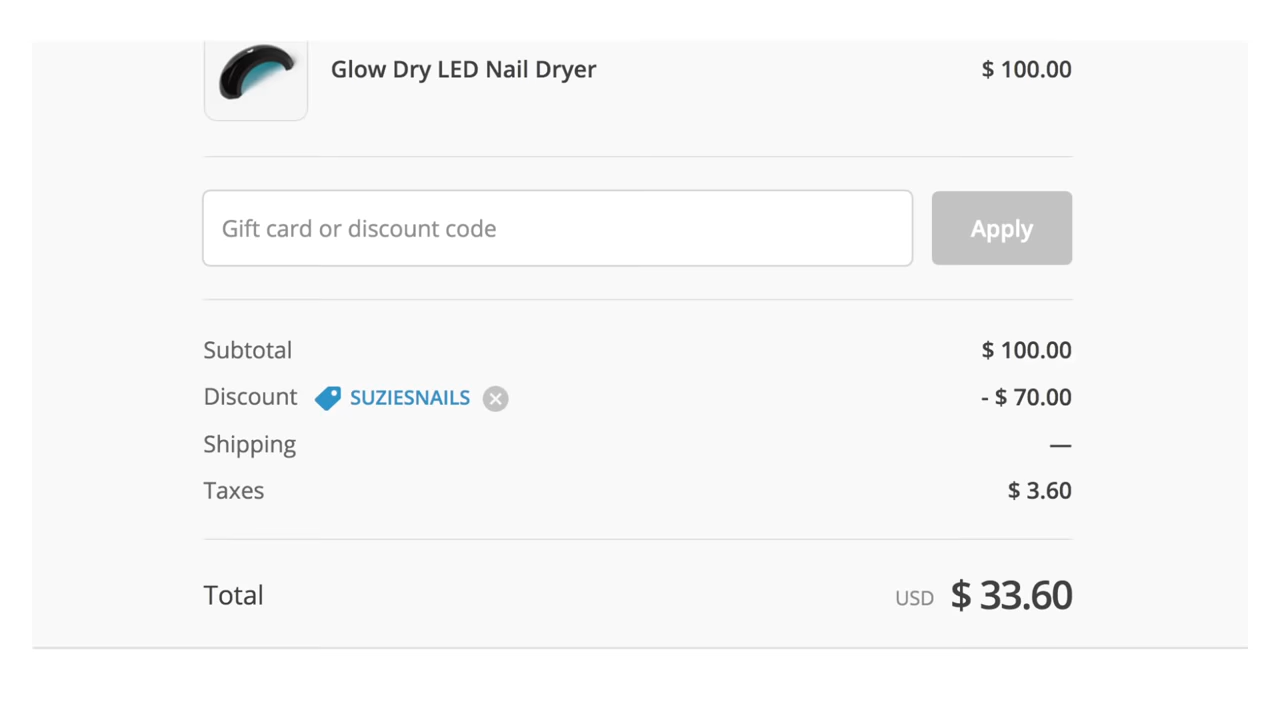 Glow Dry LED Nail Dryer $ 100.00
Gift card or discount code Apply
Subtotal $ 100.00
Discount SUZIESNAILS - $ 70.00
Shipping —
Taxes $ 3.60
Total USD $ 33.60